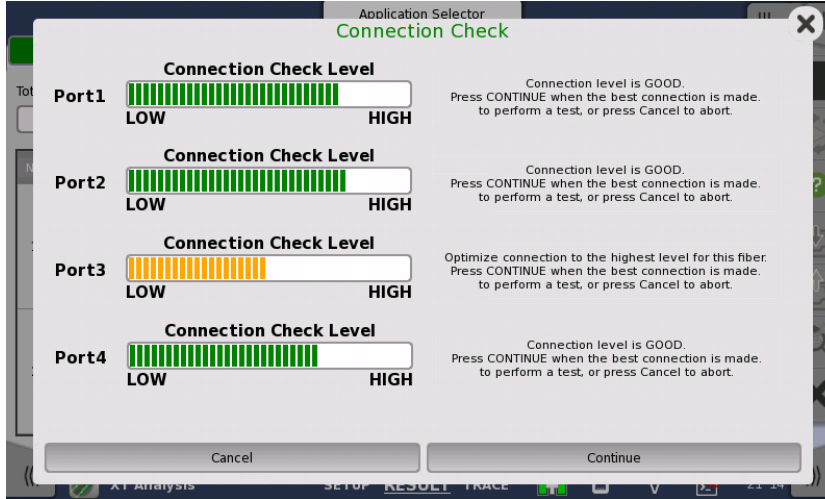 Application Selector
Connection Check
Tot
Port1
Connection Check Level
LOW HIGH
Connection level is GOOD.
Press CONTINUE when the best connection is made.
to perform a test, or press Cancel to abort.
Port2
Connection Check Level
LOW HIGH
Connection level is GOOD.
Press CONTINUE when the best connection is made.
to perform a test, or press Cancel to abort.
Port3
Connection Check Level
LOW HIGH
Optimize connection to the highest level for this fiber.
Press CONTINUE when the best connection is made.
to perform a test, or press Cancel to abort.
Port4
Connection Check Level
LOW HIGH
Connection level is GOOD.
Press CONTINUE when the best connection is made.
to perform a test, or press Cancel to abort.
Cancel Continue
XT Analysis SETUP RESULT TRACE